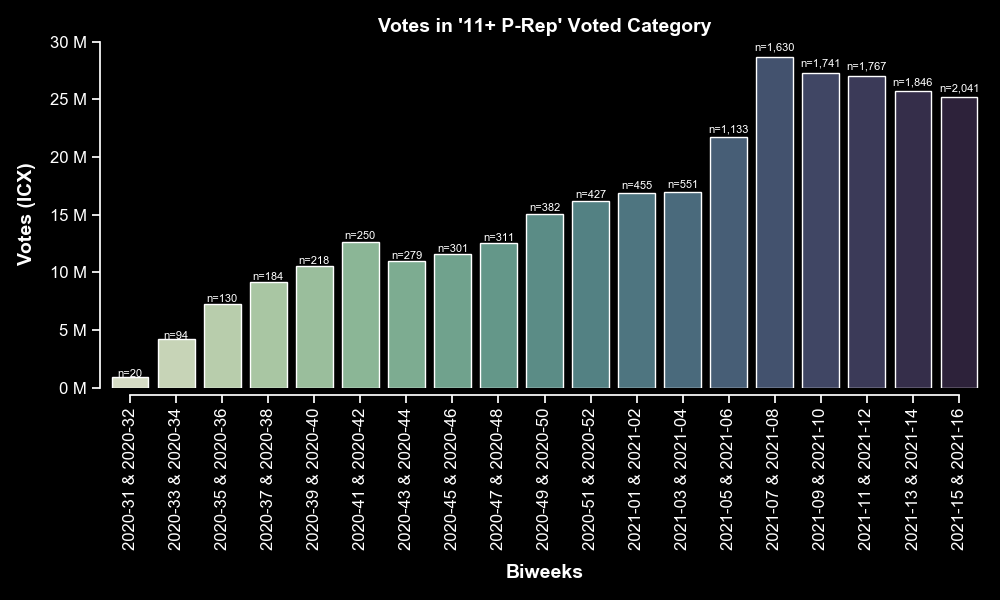 Votes in '11+ P-Rep' Voted Category
30 M
25 M
20 M
15 M
10 M
5 M
0 M
Votes (ICX)
n=20
n=94
n=130
n=184
n=218
n=250
n=279
n=301
n=311
n=382
n=427
n=455
n=551
n=1,133
n=1,630
n=1,741
n=1,767
n=1,846
n=2,041
2020-31 & 2020-32
2020-33 & 2020-34
2020-35 & 2020-36
2020-37 & 2020-38
2020-39 & 2020-40
2020-41 & 2020-42
2020-43 & 2020-44
2020-45 & 2020-46
2020-47 & 2020-48
2020-49 & 2020-50
2020-51 & 2020-52
2021-01 & 2021-02
2021-03 & 2021-04
2021-05 & 2021-06
2021-07 & 2021-08
2021-09 & 2021-10
2021-11 & 2021-12
2021-13 & 2021-14
2021-15 & 2021-16
Biweeks